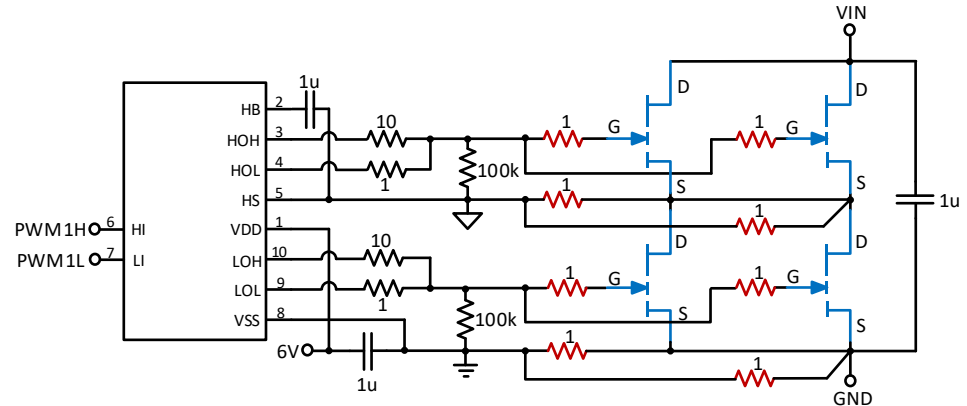 VIN
1u
D
D
HB 2
HOH 3
10
1
G
1
G
HOL 4
1
100k
HS 5
1
S
S
1u
PWM1H 6 HI
VDD 1
1
PWM1L 7 LI
LOH 10
10
D
D
LOL 9
1
1
G
1
G
VSS 8
100k
S
S
6V
1
1u
1
GND